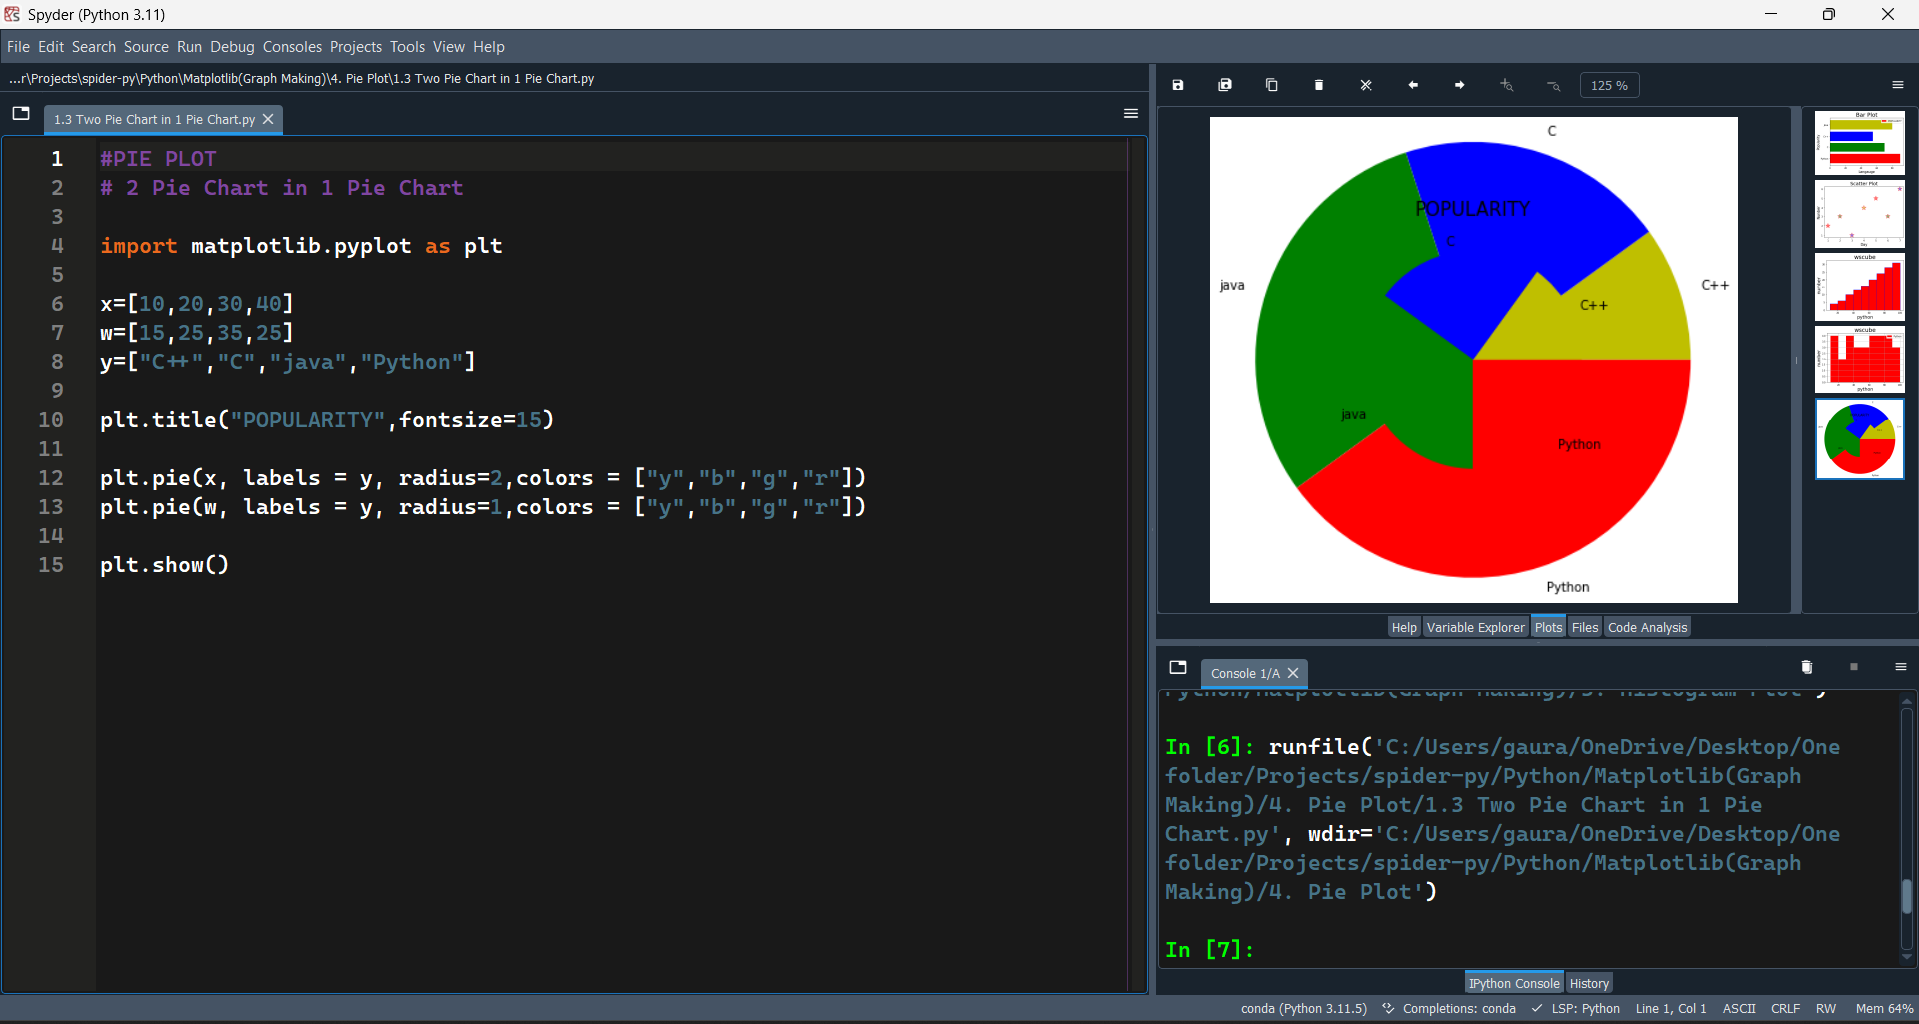 Spyder (Python 3.11)
File Edit Search Source Run Debug Consoles Projects Tools View Help
...r\Projects\spider-py\Python\Matplotlib(Graph Making)\4. Pie Plot\1.3 Two Pie Chart in 1 Pie Chart.py
1.3 Two Pie Chart in 1 Pie Chart.py
1 #PIE PLOT
2 # 2 Pie Chart in 1 Pie Chart
3
4 import matplotlib.pyplot as plt
5
6 x=[10,20,30,40]
7 w=[15,25,35,25]
8 y=["C++","C","java","Python"]
9
10 plt.title("POPULARITY",fontsize=15)
11
12 plt.pie(x, labels = y, radius=2,colors = ["y","b","g","r"])
13 plt.pie(w, labels = y, radius=1,colors = ["y","b","g","r"])
14
15 plt.show()
125 %
C
POPULARITY
C
java
C++
C++
java
Python
Python
Bar Plot
Scatter Plot
Day
wscube
python
wscube
python
Help Variable Explorer Plots Files Code Analysis
Console 1/A
In [6]: runfile('C:/Users/gaura/OneDrive/Desktop/One
folder/Projects/spider-py/Python/Matplotlib(Graph
Making)/4. Pie Plot/1.3 Two Pie Chart in 1 Pie
Chart.py', wdir='C:/Users/gaura/OneDrive/Desktop/One
folder/Projects/spider-py/Python/Matplotlib(Graph
Making)/4. Pie Plot')
In [7]:
IPython Console History
conda (Python 3.11.5) Completions: conda LSP: Python Line 1, Col 1 ASCII CRLF RW Mem 64%